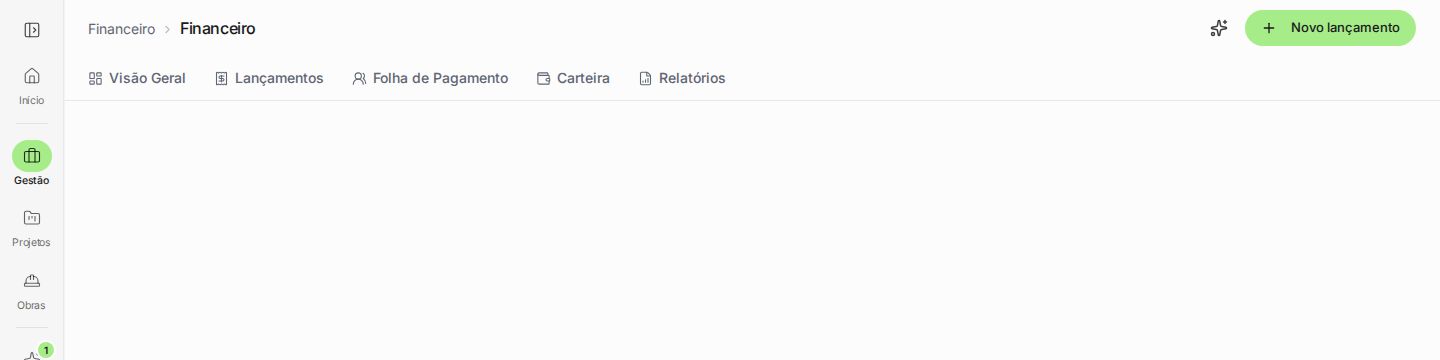 Financeiro > Financeiro
Novo lançamento
Visão Geral Lançamentos Folha de Pagamento Carteira Relatórios
Início
Gestão
Projetos
Obras
1